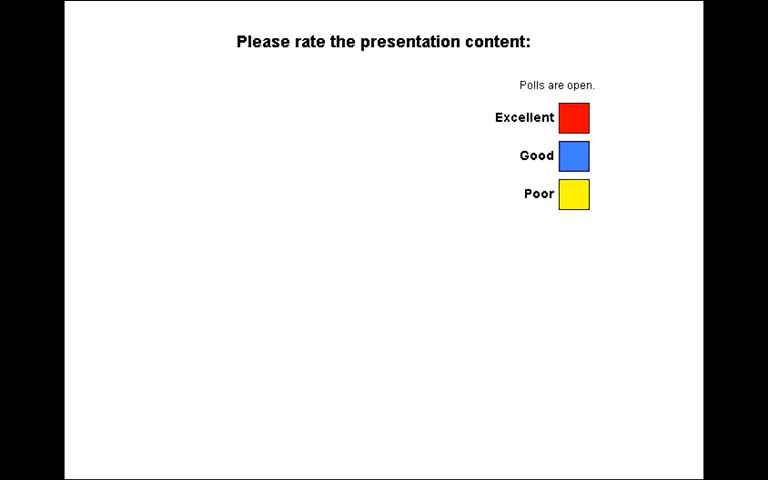 Please rate the presentation content:
Polls are open.
Excellent
Good
Poor